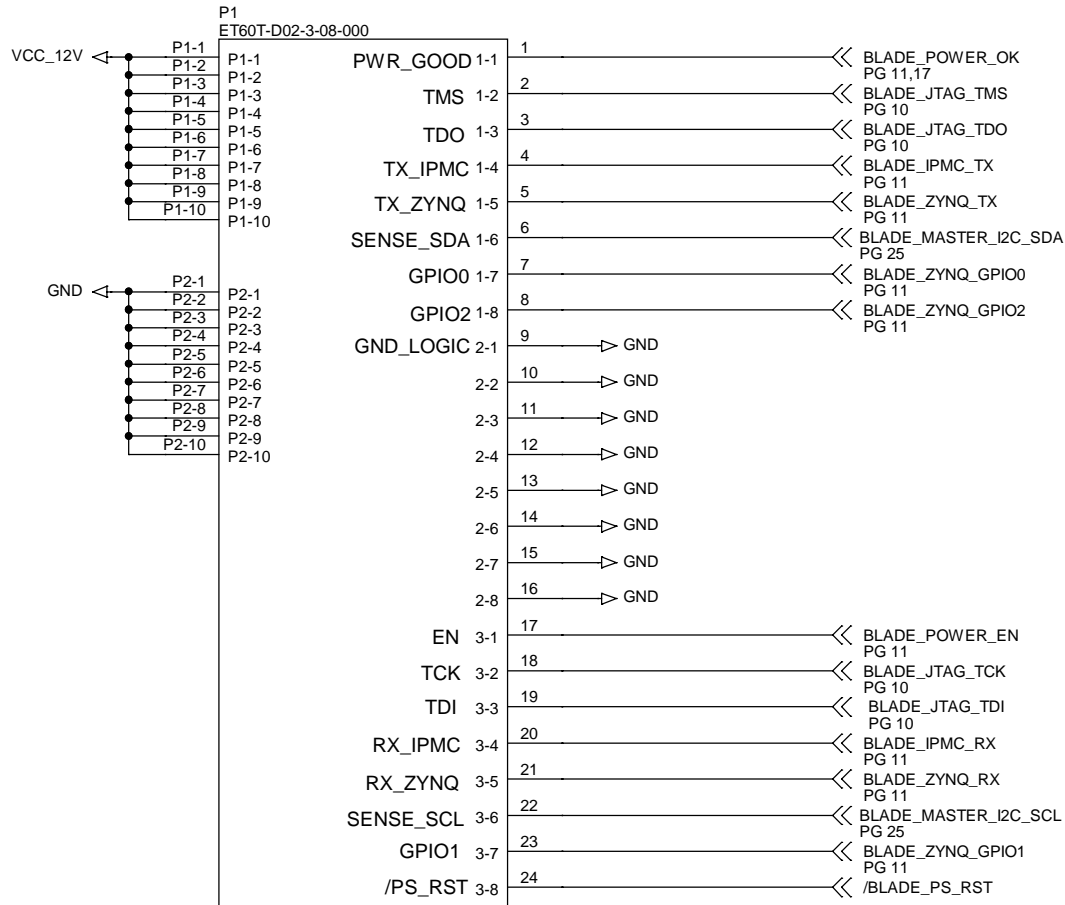 P1
ET60T-D02-3-08-000
VCC_12V
P1-1 P1-1
P1-2 P1-2
P1-3 P1-3
P1-4 P1-4
P1-5 P1-5
P1-6 P1-6
P1-7 P1-7
P1-8 P1-8
P1-9 P1-9
P1-10 P1-10
GND
P2-1 P2-1
P2-2 P2-2
P2-3 P2-3
P2-4 P2-4
P2-5 P2-5
P2-6 P2-6
P2-7 P2-7
P2-8 P2-8
P2-9 P2-9
P2-10 P2-10
PWR_GOOD 1-1 1 BLADE_POWER_OK
PG 11,17
TMS 1-2 2 BLADE_JTAG_TMS
PG 10
TDO 1-3 3 BLADE_JTAG_TDO
PG 10
TX_IPMC 1-4 4 BLADE_IPMC_TX
PG 11
TX_ZYNQ 1-5 5 BLADE_ZYNQ_TX
PG 11
SENSE_SDA 1-6 6 BLADE_MASTER_I2C_SDA
PG 25
GPIO0 1-7 7 BLADE_ZYNQ_GPIO0
PG 11
GPIO2 1-8 8 BLADE_ZYNQ_GPIO2
PG 11
GND_LOGIC 2-1 9 GND
2-2 10 GND
2-3 11 GND
2-4 12 GND
2-5 13 GND
2-6 14 GND
2-7 15 GND
2-8 16 GND
EN 3-1 17 BLADE_POWER_EN
PG 11
TCK 3-2 18 BLADE_JTAG_TCK
PG 10
TDI 3-3 19 BLADE_JTAG_TDI
PG 10
RX_IPMC 3-4 20 BLADE_IPMC_RX
PG 11
RX_ZYNQ 3-5 21 BLADE_ZYNQ_RX
PG 11
SENSE_SCL 3-6 22 BLADE_MASTER_I2C_SCL
PG 25
GPIO1 3-7 23 BLADE_ZYNQ_GPIO1
PG 11
/PS_RST 3-8 24 /BLADE_PS_RST